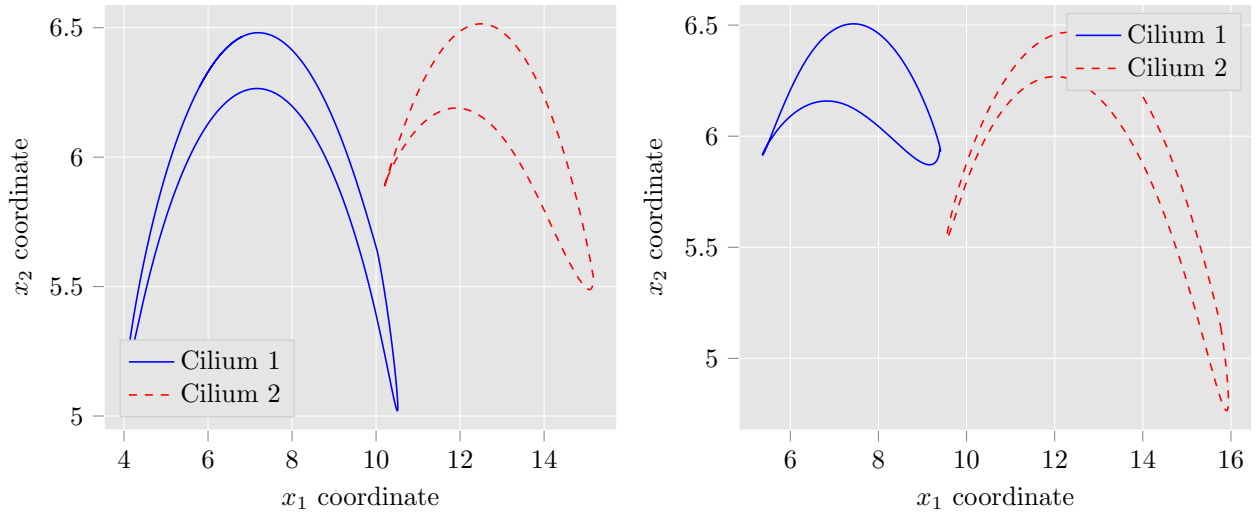 6.5
6
5.5
5
x₂ coordinate
Cilium 1
Cilium 2
4 6 8 10 12 14
x₁ coordinate
6.5
6
5.5
5
x₂ coordinate
Cilium 1
Cilium 2
6 8 10 12 14 16
x₁ coordinate